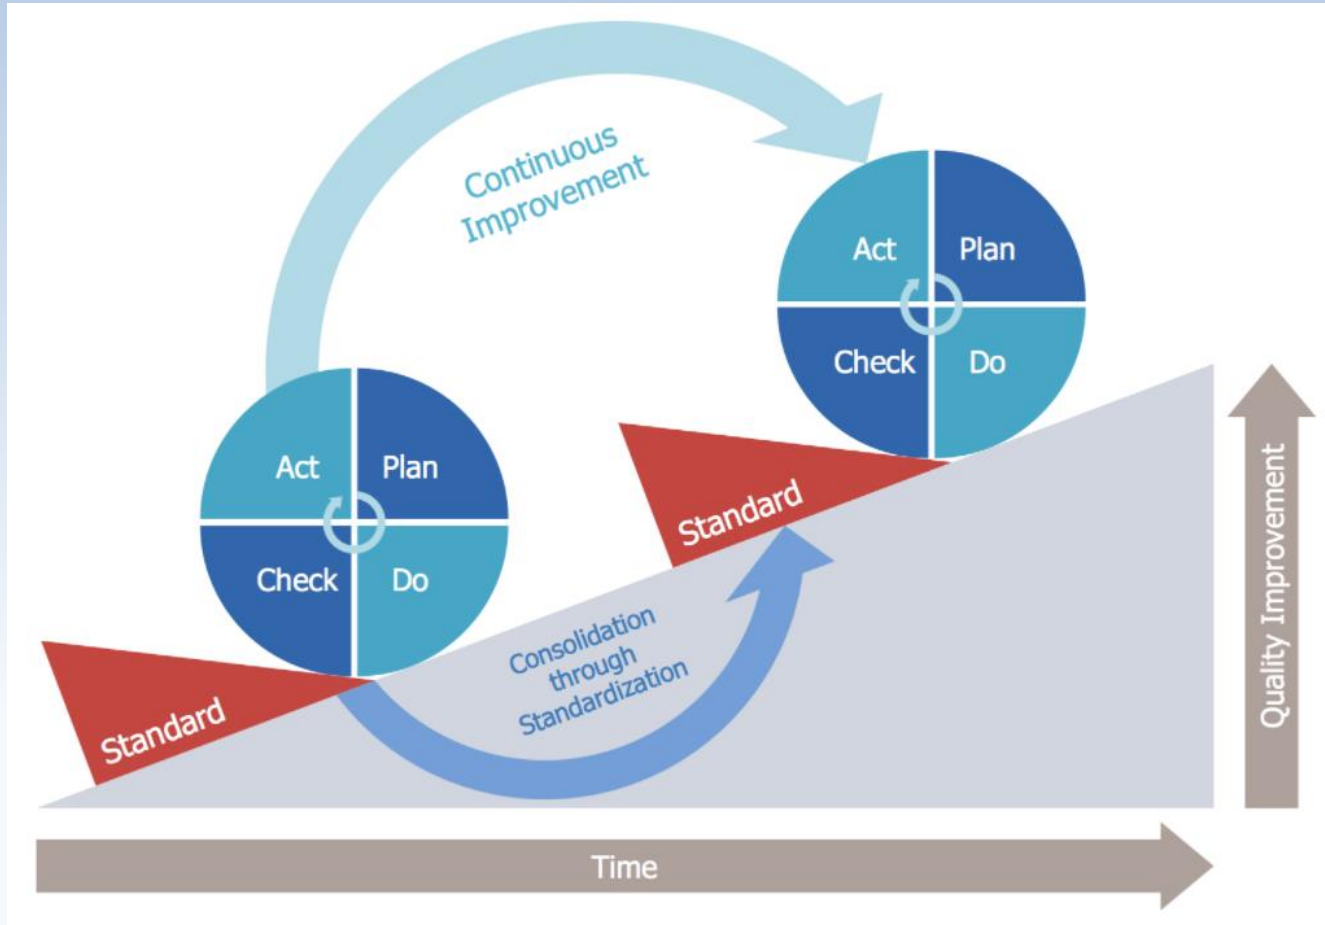 Continuous
Improvement
Act
Plan
Check
Do
Act
Plan
Check
Do
Standard
Standard
Consolidation
through
Standardization
Quality Improvement
Time